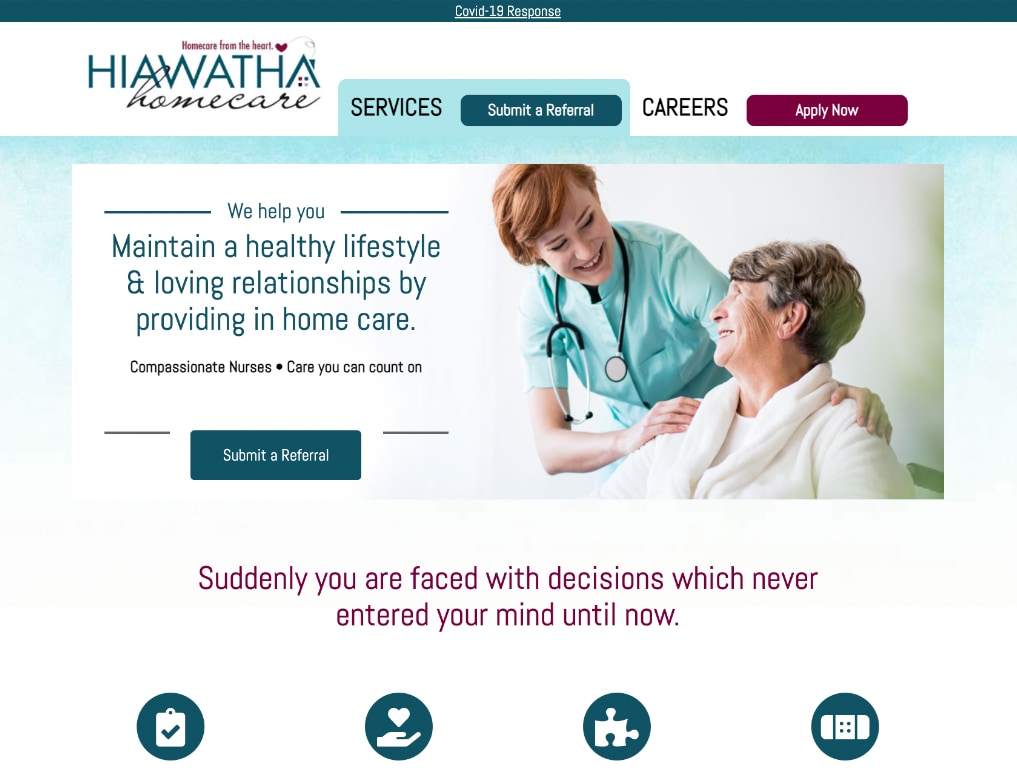 Covid-19 Response
Homecare from the heart.
HIAWATHA
homecare
SERVICES
Submit a Referral
CAREERS
Apply Now
We help you
Maintain a healthy lifestyle
& loving relationships by
providing in home care.
Compassionate Nurses • Care you can count on
Submit a Referral
Suddenly you are faced with decisions which never
entered your mind until now.